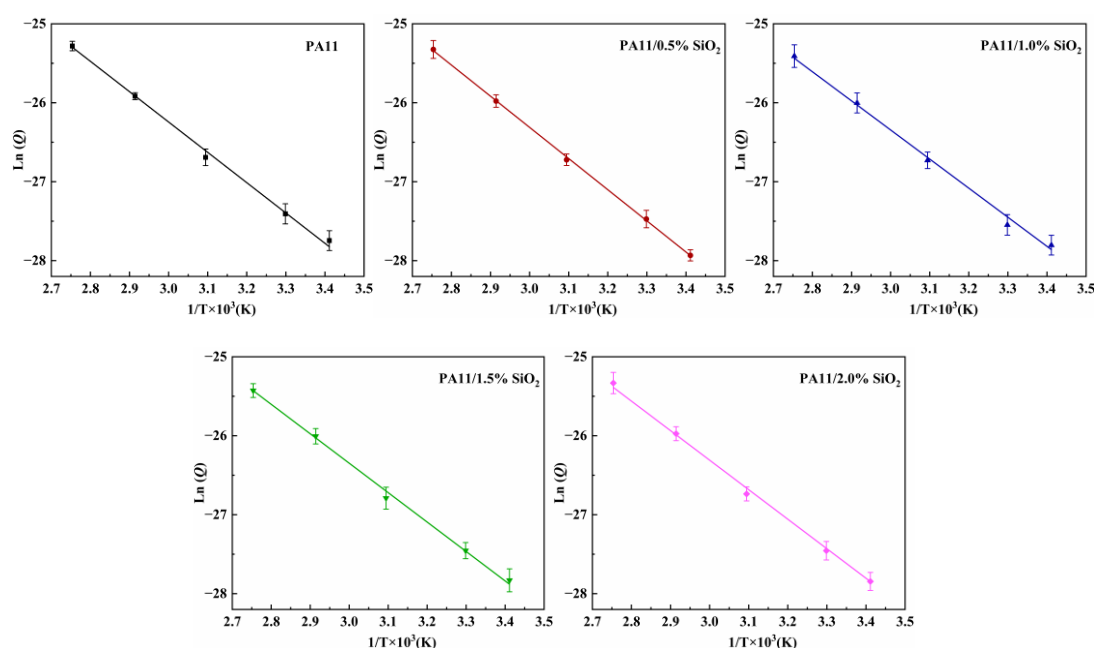 PA11
−25
−26
−27
−28
Ln (Q)
2.7 2.8 2.9 3.0 3.1 3.2 3.3 3.4 3.5
1/T×10³(K)
PA11/0.5% SiO₂
−25
−26
−27
−28
Ln (Q)
2.7 2.8 2.9 3.0 3.1 3.2 3.3 3.4 3.5
1/T×10³(K)
PA11/1.0% SiO₂
−25
−26
−27
−28
Ln (Q)
2.7 2.8 2.9 3.0 3.1 3.2 3.3 3.4 3.5
1/T×10³(K)
PA11/1.5% SiO₂
−25
−26
−27
−28
Ln (Q)
2.7 2.8 2.9 3.0 3.1 3.2 3.3 3.4 3.5
1/T×10³(K)
PA11/2.0% SiO₂
−25
−26
−27
−28
Ln (Q)
2.7 2.8 2.9 3.0 3.1 3.2 3.3 3.4 3.5
1/T×10³(K)